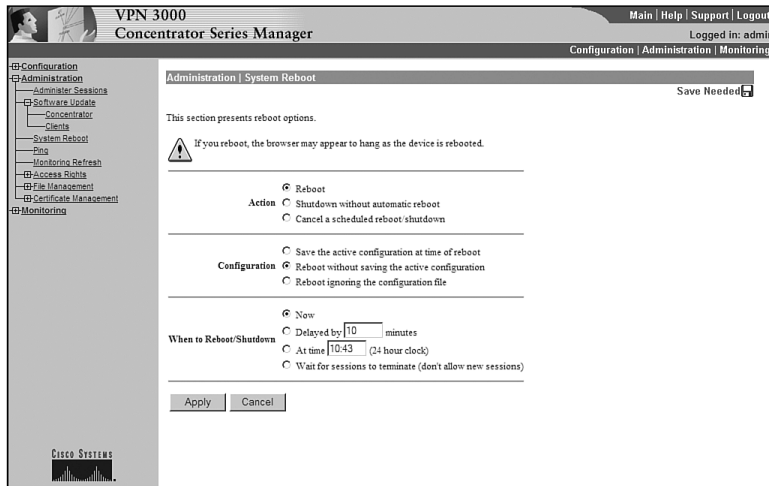 VPN 3000
Concentrator Series Manager
Main | Help | Support | Logout
Logged in: admi
Configuration | Administration | Monitoring
Configuration
Administration
Administer Sessions
Software Update
Concentrator
Clients
System Reboot
Ping
Monitoring Refresh
Access Rights
File Management
Certificate Management
Monitoring
Administration | System Reboot
Save Needed
This section presents reboot options.
If you reboot, the browser may appear to hang as the device is rebooted.
Action
Reboot
Shutdown without automatic reboot
Cancel a scheduled reboot/shutdown
Configuration
Save the active configuration at time of reboot
Reboot without saving the active configuration
Reboot ignoring the configuration file
When to Reboot/Shutdown
Now
Delayed by 10 minutes
At time 10:43 (24 hour clock)
Wait for sessions to terminate (don't allow new sessions)
Apply Cancel
CISCO SYSTEMS